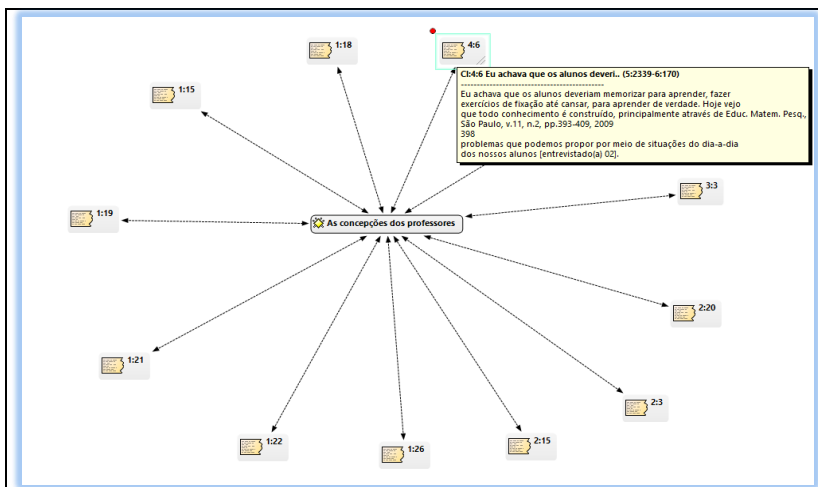 1:18
4:6
CI:4:6 Eu achava que os alunos deveri.. (5:2339-6:170)
--------------------------------------------
Eu achava que os alunos deveriam memorizar para aprender, fazer
exercícios de fixação até cansar, para aprender de verdade. Hoje vejo
que todo conhecimento é construído, principalmente através de Educ. Matem. Pesq.,
São Paulo, v.11, n.2, pp.393-409, 2009
398
problemas que podemos propor por meio de situações do dia-a-dia
dos nossos alunos [entrevistado(a) 02].
1:15
3:3
1:19
As concepções dos professores
2:20
1:21
2:3
1:22
1:26
2:15